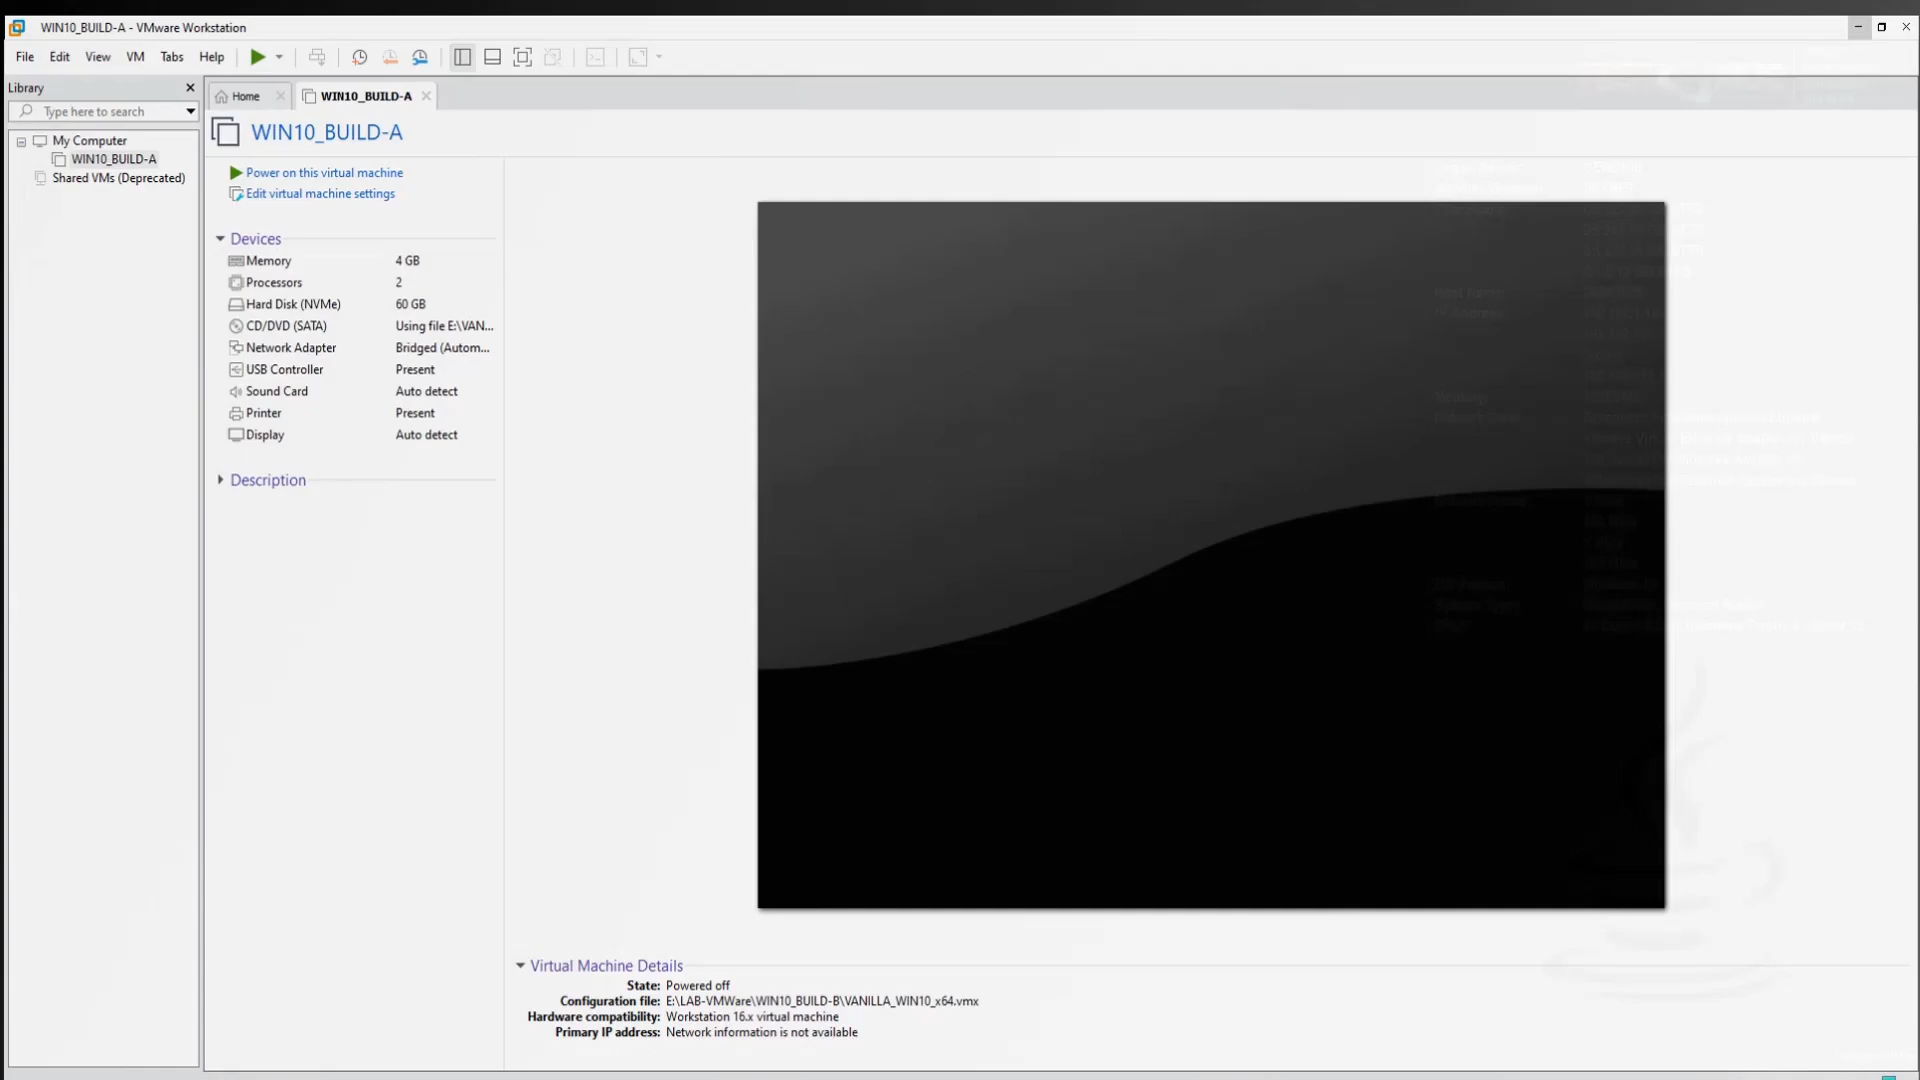 WIN10_BUILD-A - VMware Workstation
File Edit View VM Tabs Help
Library
Type here to search
My Computer
WIN10_BUILD-A
Shared VMs (Deprecated)
Home
WIN10_BUILD-A
WIN10_BUILD-A
Power on this virtual machine
Edit virtual machine settings
Devices
Memory 4 GB
Processors 2
Hard Disk (NVMe) 60 GB
CD/DVD (SATA) Using file E:\VAN...
Network Adapter Bridged (Autom...
USB Controller Present
Sound Card Auto detect
Printer Present
Display Auto detect
Description
Virtual Machine Details
State: Powered off
Configuration file: E:\LAB-VMWare\WIN10_BUILD-B\VANILLA_WIN10_x64.vmx
Hardware compatibility: Workstation 16.x virtual machine
Primary IP address: Network information is not available